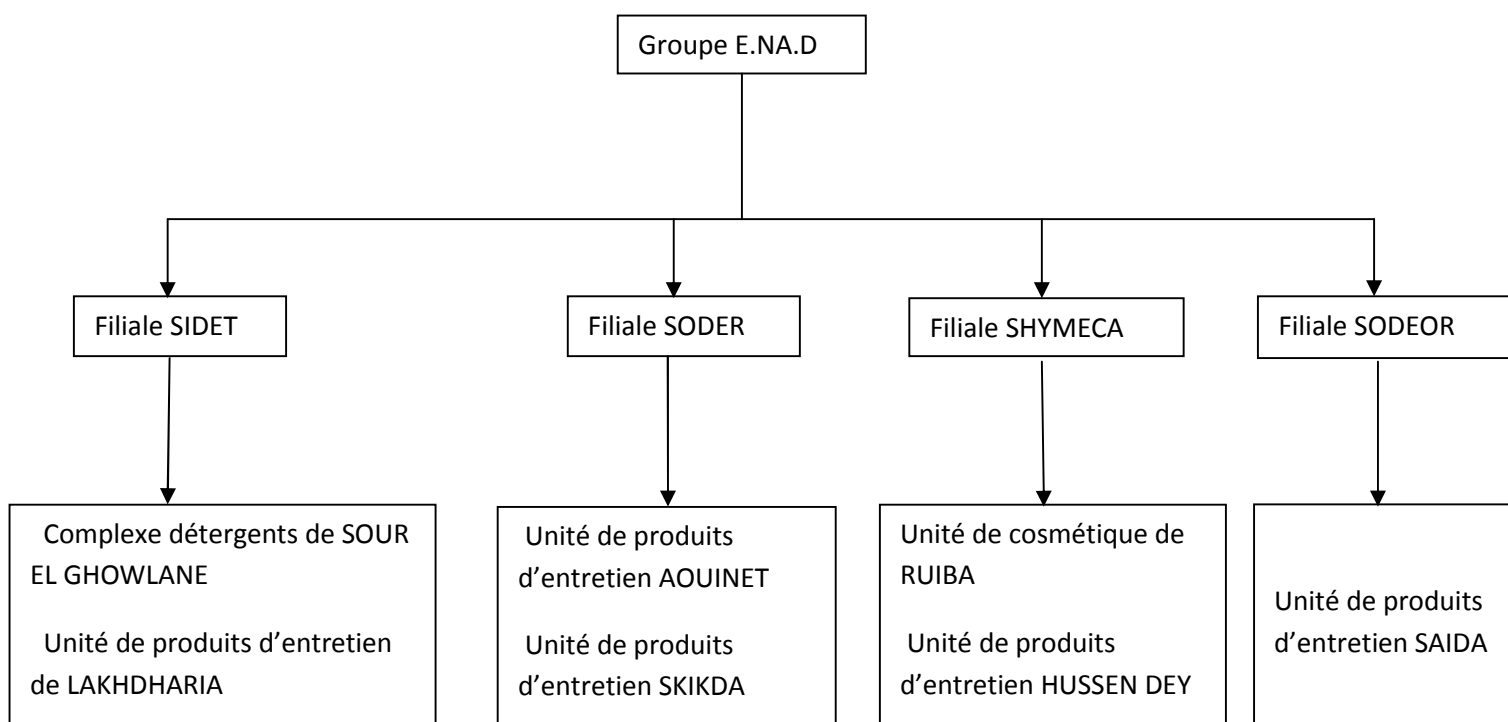 Groupe E.NA.D
Filiale SIDET
Filiale SODER
Filiale SHYMECA
Filiale SODEOR
Complexe détergents de SOUR
EL GHOWLANE
Unité de produits d’entretien
de LAKHDHARIA
Unité de produits
d’entretien AOUINET
Unité de produits
d’entretien SKIKDA
Unité de cosmétique de
RUIBA
Unité de produits
d’entretien HUSSEN DEY
Unité de produits
d’entretien SAIDA